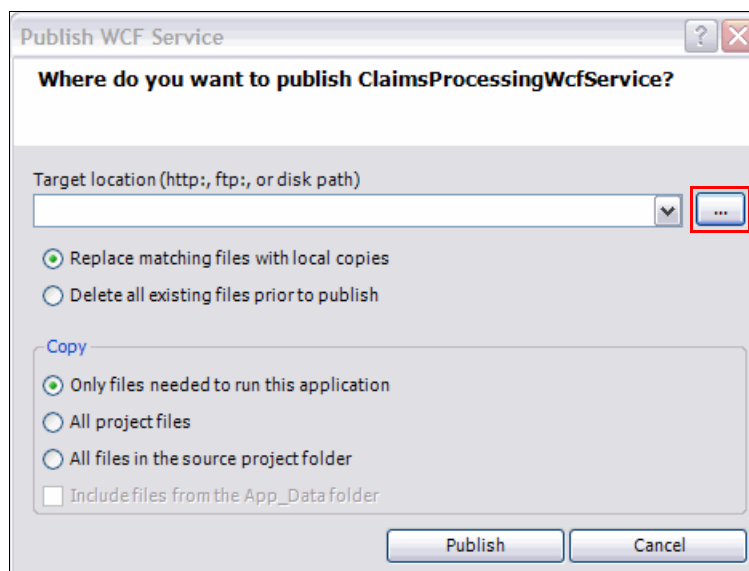 Publish WCF Service
Where do you want to publish ClaimsProcessingWcfService?
Target location (http:, ftp:, or disk path)
...
Replace matching files with local copies
Delete all existing files prior to publish
Copy
Only files needed to run this application
All project files
All files in the source project folder
Include files from the App_Data folder
Publish Cancel